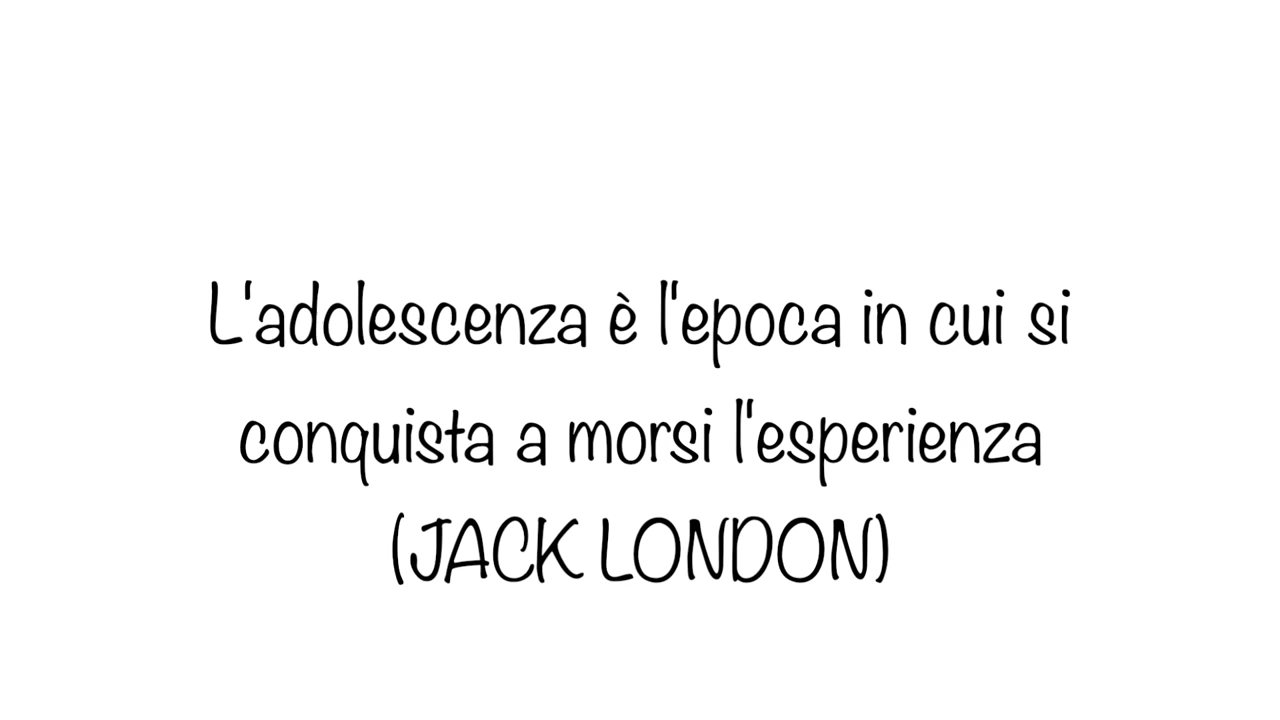 L'adolescenza è l'epoca in cui si
conquista a morsi l'esperienza
(JACK LONDON)